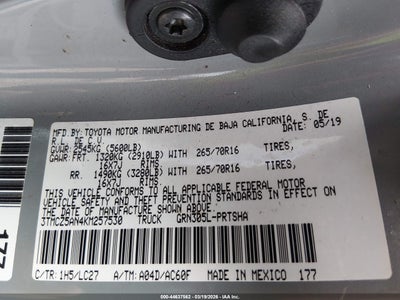 MFD. BY: TOYOTA MOTOR MANUFACTURING DE BAJA CALIFORNIA, S. DE
R.L. DE C.V. DATE: 05/19
GVWR: 2545KG (5600LB)
GAWR: FRT. 1320KG (2910LB) WITH 265/70R16 TIRES,
16X7J RIMS,
RR. 1490KG (3280LB) WITH 265/70R16 TIRES,
16X7J RIMS,
THIS VEHICLE CONFORMS TO ALL APPLICABLE FEDERAL MOTOR
VEHICLE SAFETY AND THEFT PREVENTION STANDARDS IN EFFECT ON
THE DATE OF MANUFACTURE SHOWN ABOVE.
3TMCZ5AN4KM257530 TRUCK GRN305L-PRTSHA
C/TR: 1H5/LC27 A/TM: A04D/AC60F MADE IN MEXICO 177
177
400 - 44637562 - 03/19/2026 - © IAA, Inc.